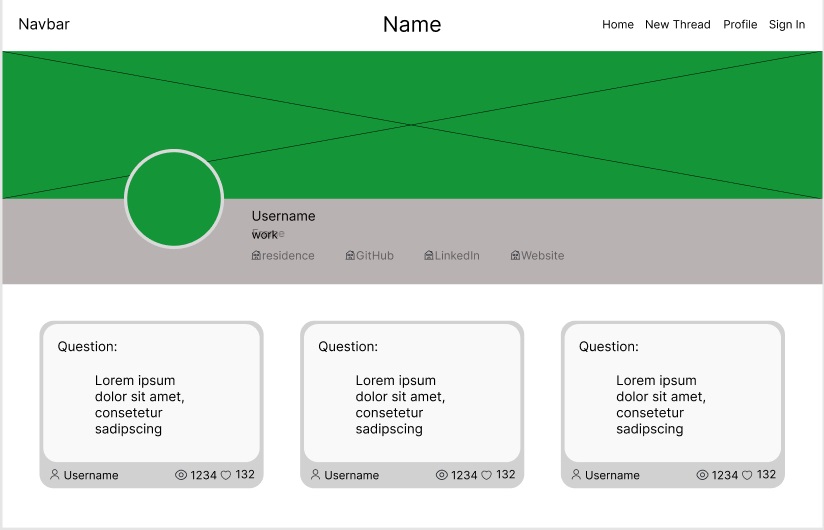 Navbar
Name
Home New Thread Profile Sign In
Username
work
residence GitHub LinkedIn Website
Question:
Lorem ipsum
dolor sit amet,
consetetur
sadipscing
Username 1234 132
Question:
Lorem ipsum
dolor sit amet,
consetetur
sadipscing
Username 1234 132
Question:
Lorem ipsum
dolor sit amet,
consetetur
sadipscing
Username 1234 132